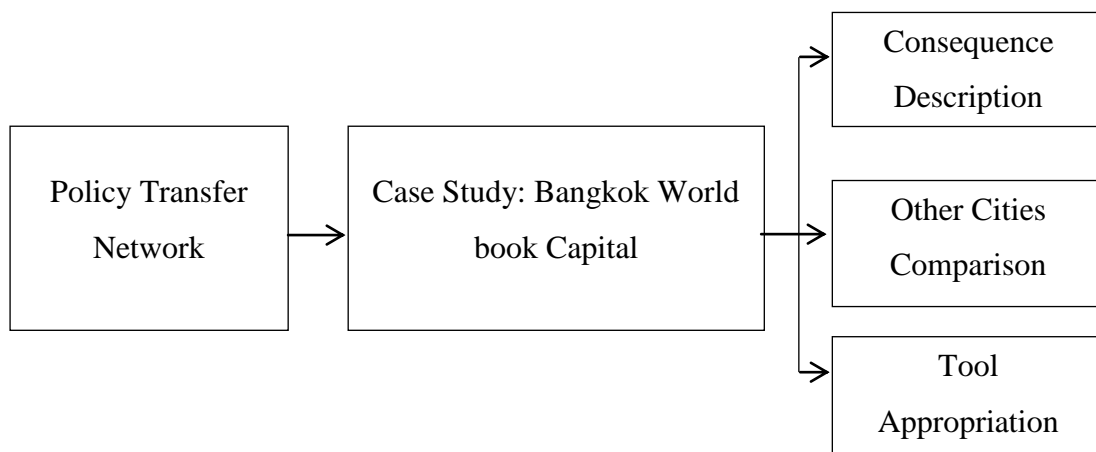 Policy Transfer
Network
Case Study: Bangkok World
book Capital
Consequence
Description
Other Cities
Comparison
Tool
Appropriation